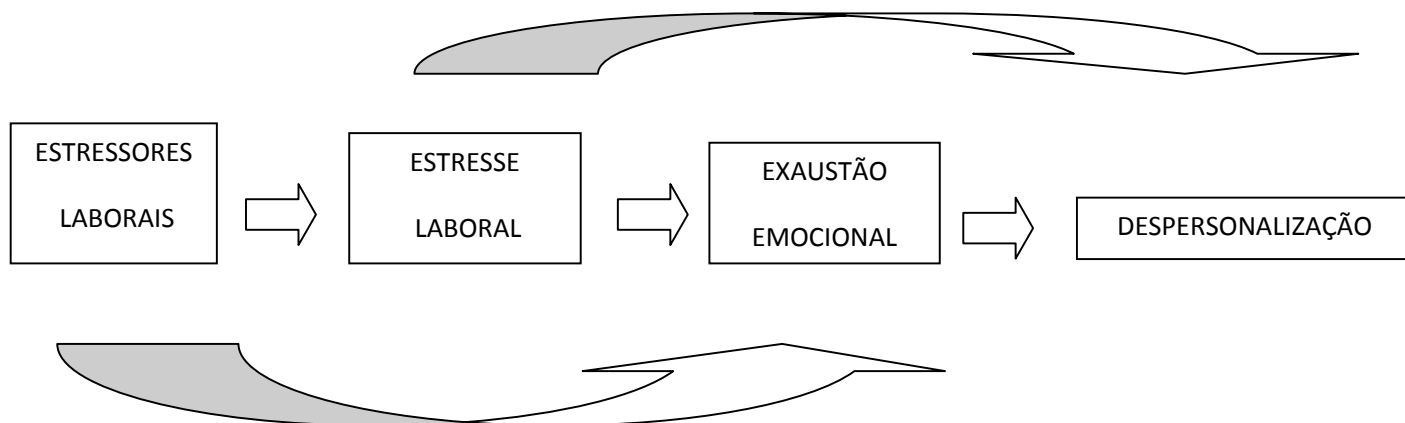 ESTRESSORES
LABORAIS
ESTRESSE
LABORAL
EXAUSTÃO
EMOCIONAL
DESPERSONALIZAÇÃO